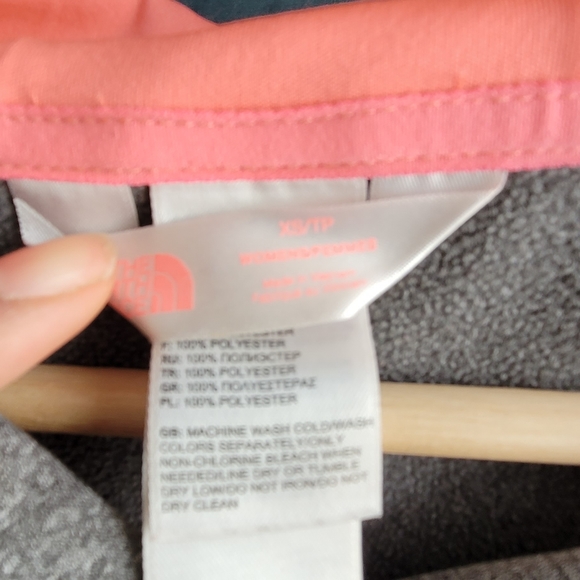 XS/TP
WOMEN'S/FEMMES
F: 100% POLYESTER
RU: 100% ПОЛИЭСТЕР
TR: 100% POLYESTER
GR: 100% ΠΟΛΥΕΣΤΕΡΑΣ
PL: 100% POLYESTER
GB: MACHINE WASH COLD/WASH
COLORS SEPARATELY/ONLY
NON-CHLORINE BLEACH WHEN
NEEDED/LINE DRY OR TUMBLE
DRY LOW/DO NOT IRON/DO NOT
DRY CLEAN